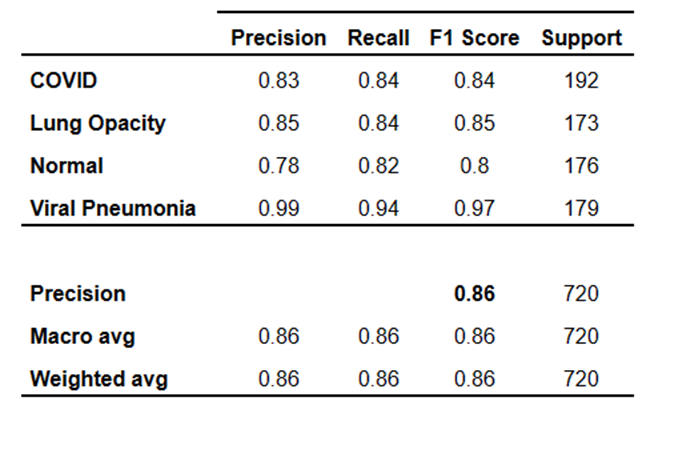 Precision Recall F1 Score Support
COVID 0.83 0.84 0.84 192
Lung Opacity 0.85 0.84 0.85 173
Normal 0.78 0.82 0.8 176
Viral Pneumonia 0.99 0.94 0.97 179
Precision 0.86 720
Macro avg 0.86 0.86 0.86 720
Weighted avg 0.86 0.86 0.86 720